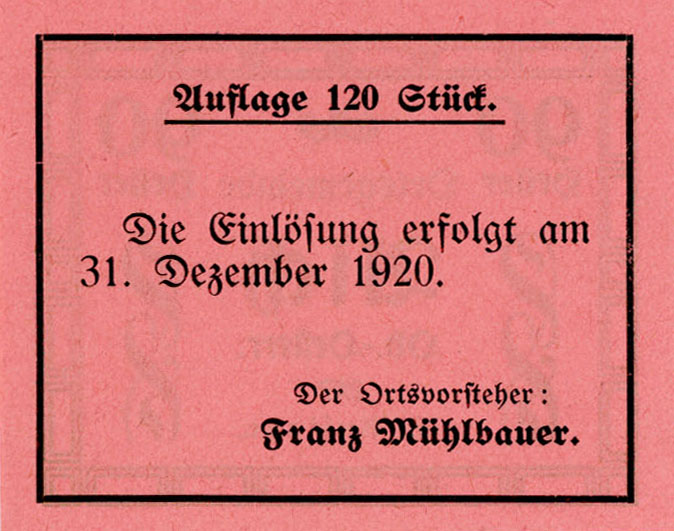 Auflage 120 Stück.
Die Einlöſung erfolgt am
31. Dezember 1920.
Der Ortsvorſteher:
Franz Mühlbauer.